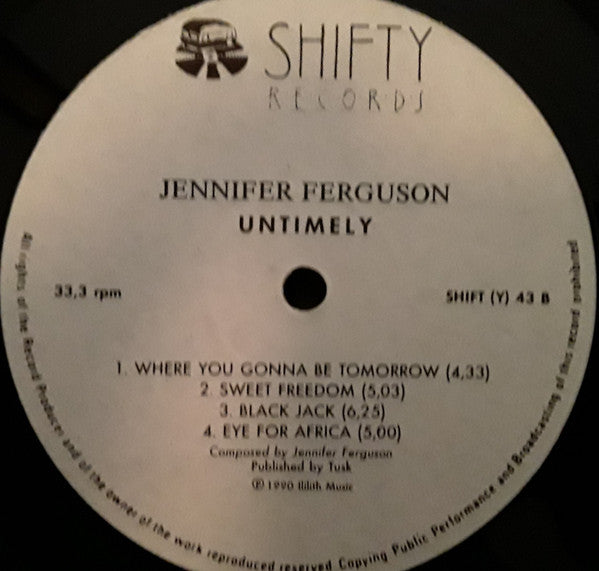 SHIFTY
RECORDS
JENNIFER FERGUSON
UNTIMELY
33,3 rpm
SHIFT (Y) 43 B
1. WHERE YOU GONNA BE TOMORROW (4,33)
2. SWEET FREEDOM (5,03)
3. BLACK JACK (6,25)
4. EYE FOR AFRICA (5,00)
Composed by Jennifer Ferguson
Published by Tusk
℗ 1990 Music
All rights of the Record Producer and of the owner of the work reproduced reserved Copying Public Performance and Broadcasting of this record prohibited